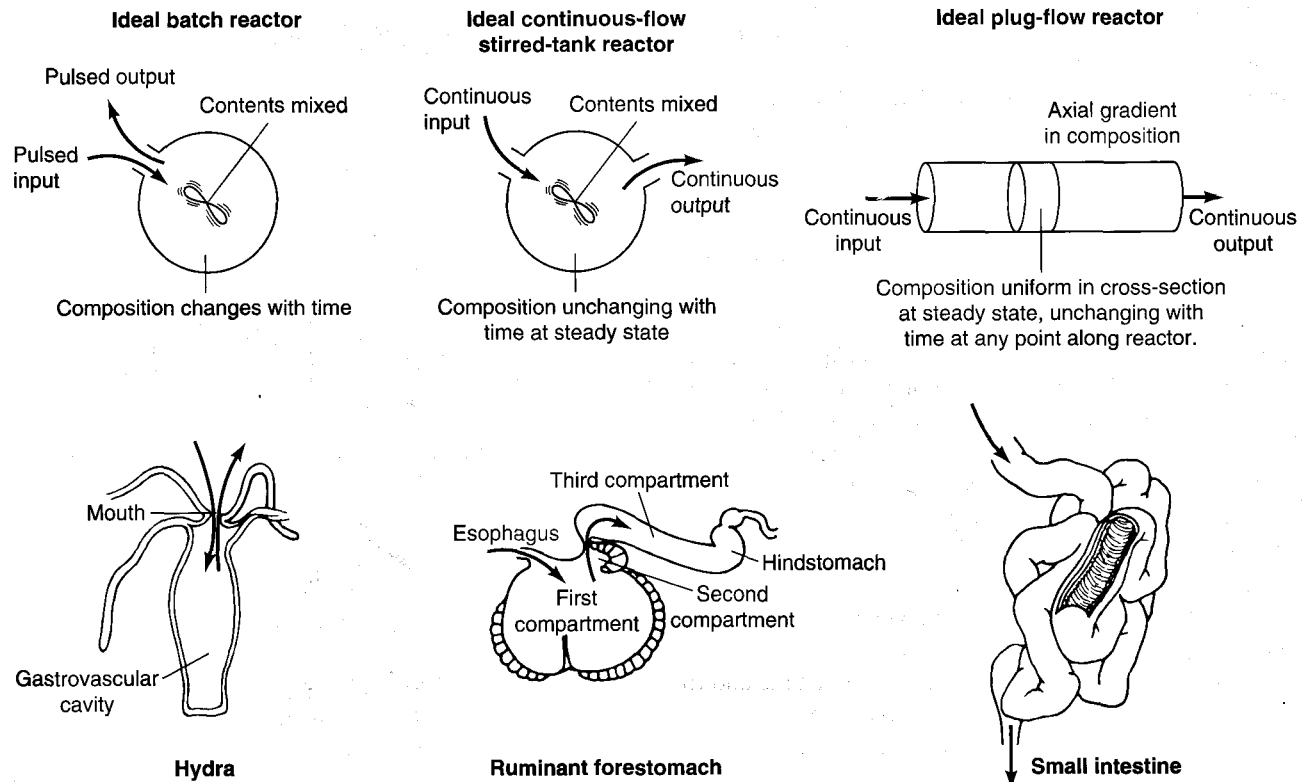 Ideal batch reactor
Pulsed output
Contents mixed
Pulsed
input
Composition changes with time
Ideal continuous-flow
stirred-tank reactor
Continuous
input
Contents mixed
Continuous
output
Composition unchanging with
time at steady state
Ideal plug-flow reactor
Axial gradient
in composition
Continuous
input
Continuous
output
Composition uniform in cross-section
at steady state, unchanging with
time at any point along reactor.
Mouth
Gastrovascular
cavity
Hydra
Third compartment
Esophagus
Hindstomach
First
compartment
Second
compartment
Ruminant forestomach
Small intestine